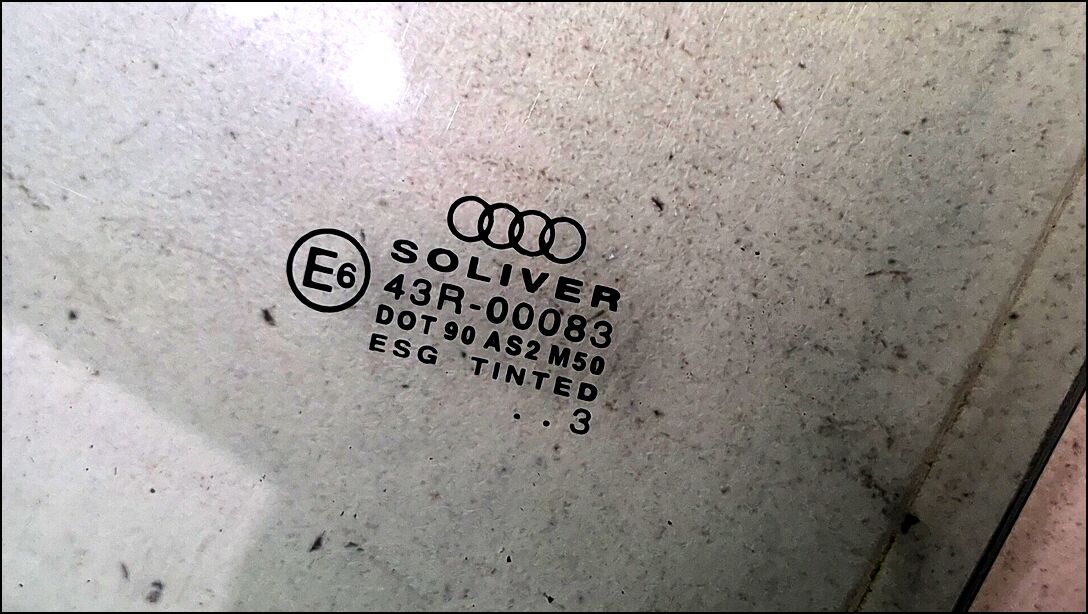 SOLIVER
E6
43R-00083
DOT 90 AS2 M50
ESG TINTED
. . 3